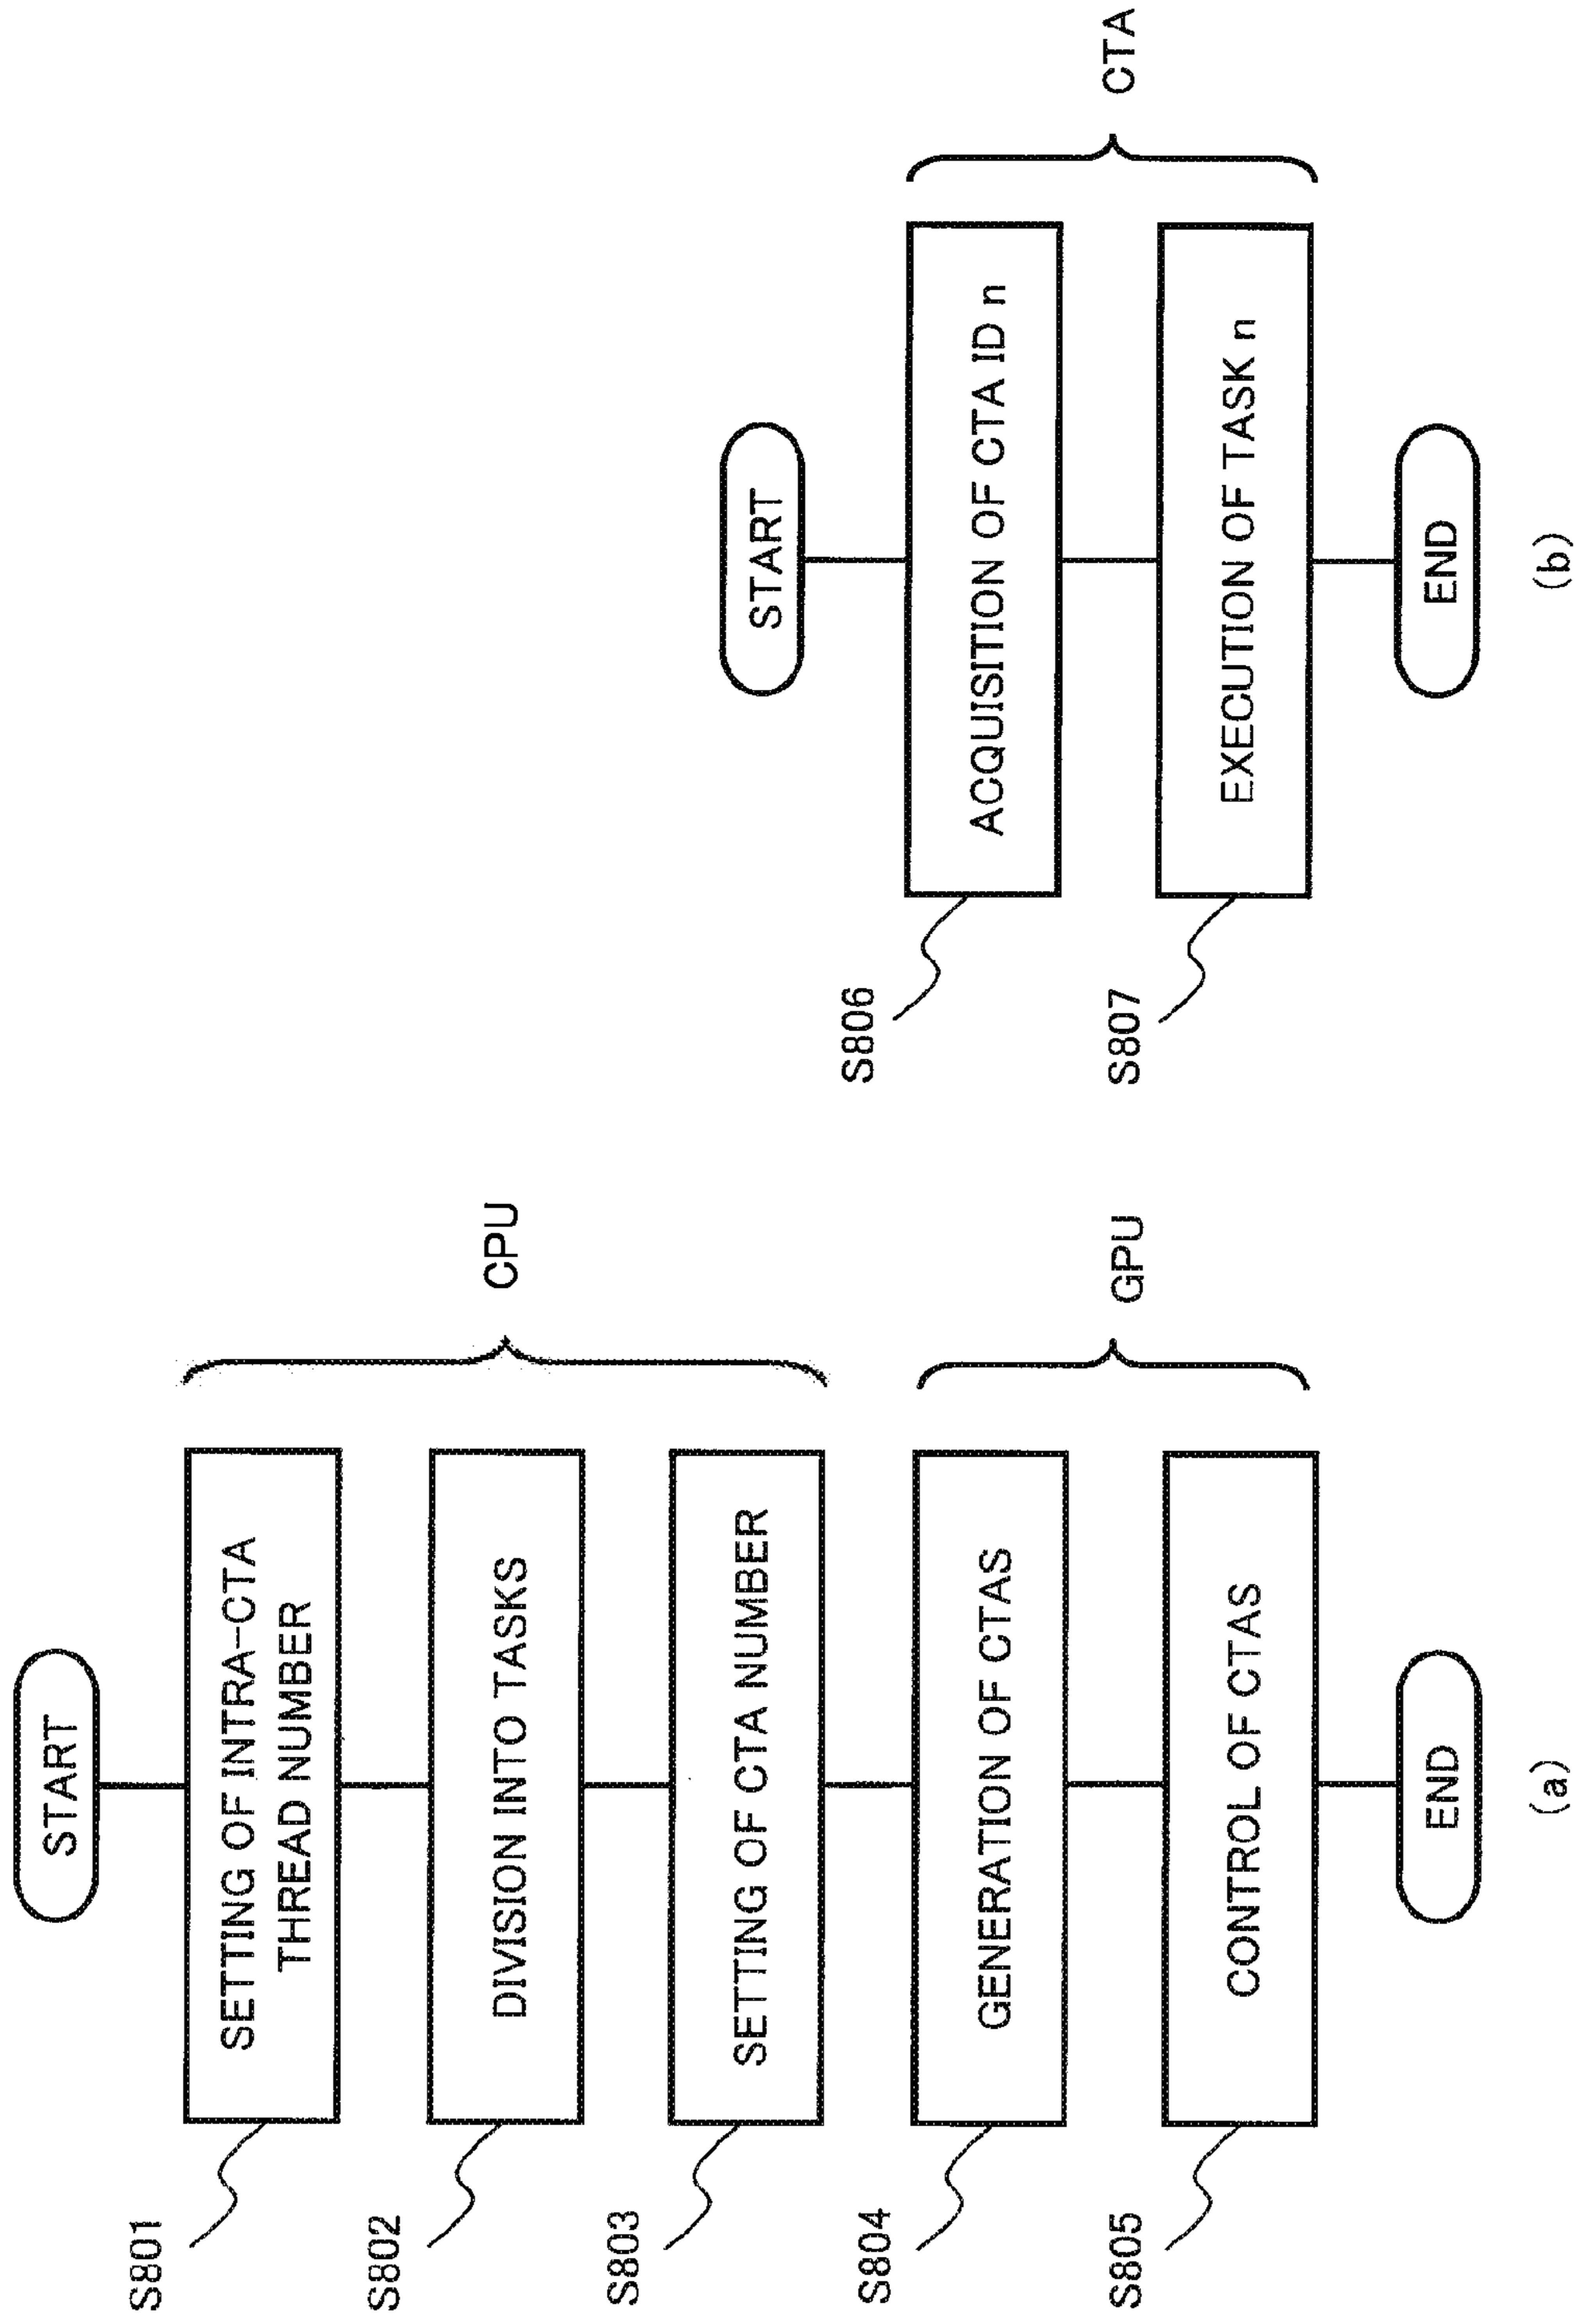 START
S801
SETTING OF INTRA-CTA
THREAD NUMBER
S802
DIVISION INTO TASKS
S803
SETTING OF CTA NUMBER
CPU
S804
GENERATION OF CTAS
S805
CONTROL OF CTAS
GPU
END
(a)
START
S806
ACQUISITION OF CTA ID n
S807
EXECUTION OF TASK n
CTA
END
(b)